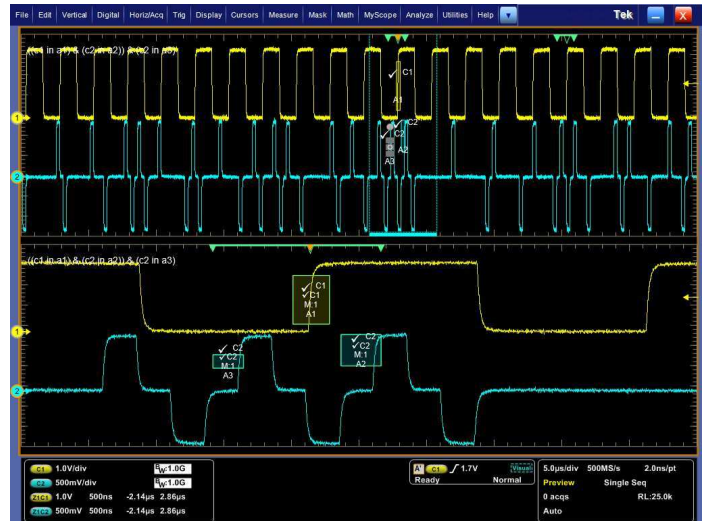 File Edit Vertical Digital Horiz/Acq Trig Display Cursors Measure Mask Math MyScope Analyze Utilities Help Tek X
((c1 in a1) & (c2 in a2)) & (c2 in a3)
C1
A1
1
C2
C2
A2
A3
2
((c1 in a1) & (c2 in a2)) & (c2 in a3)
C1
C1
M:1
A1
1
C2
C2
M:1
A3
C2
C2
M:1
A2
2
C1 1.0V/div BW:1.0G
C2 500mV/div BW:1.0G
Z1C1 1.0V 500ns -2.14µs 2.86µs
Z1C2 500mV 500ns -2.14µs 2.86µs
A' C1 1.7V Visual
Ready Normal
5.0µs/div 500MS/s 2.0ns/pt
Preview Single Seq
0 acqs RL:25.0k
Auto